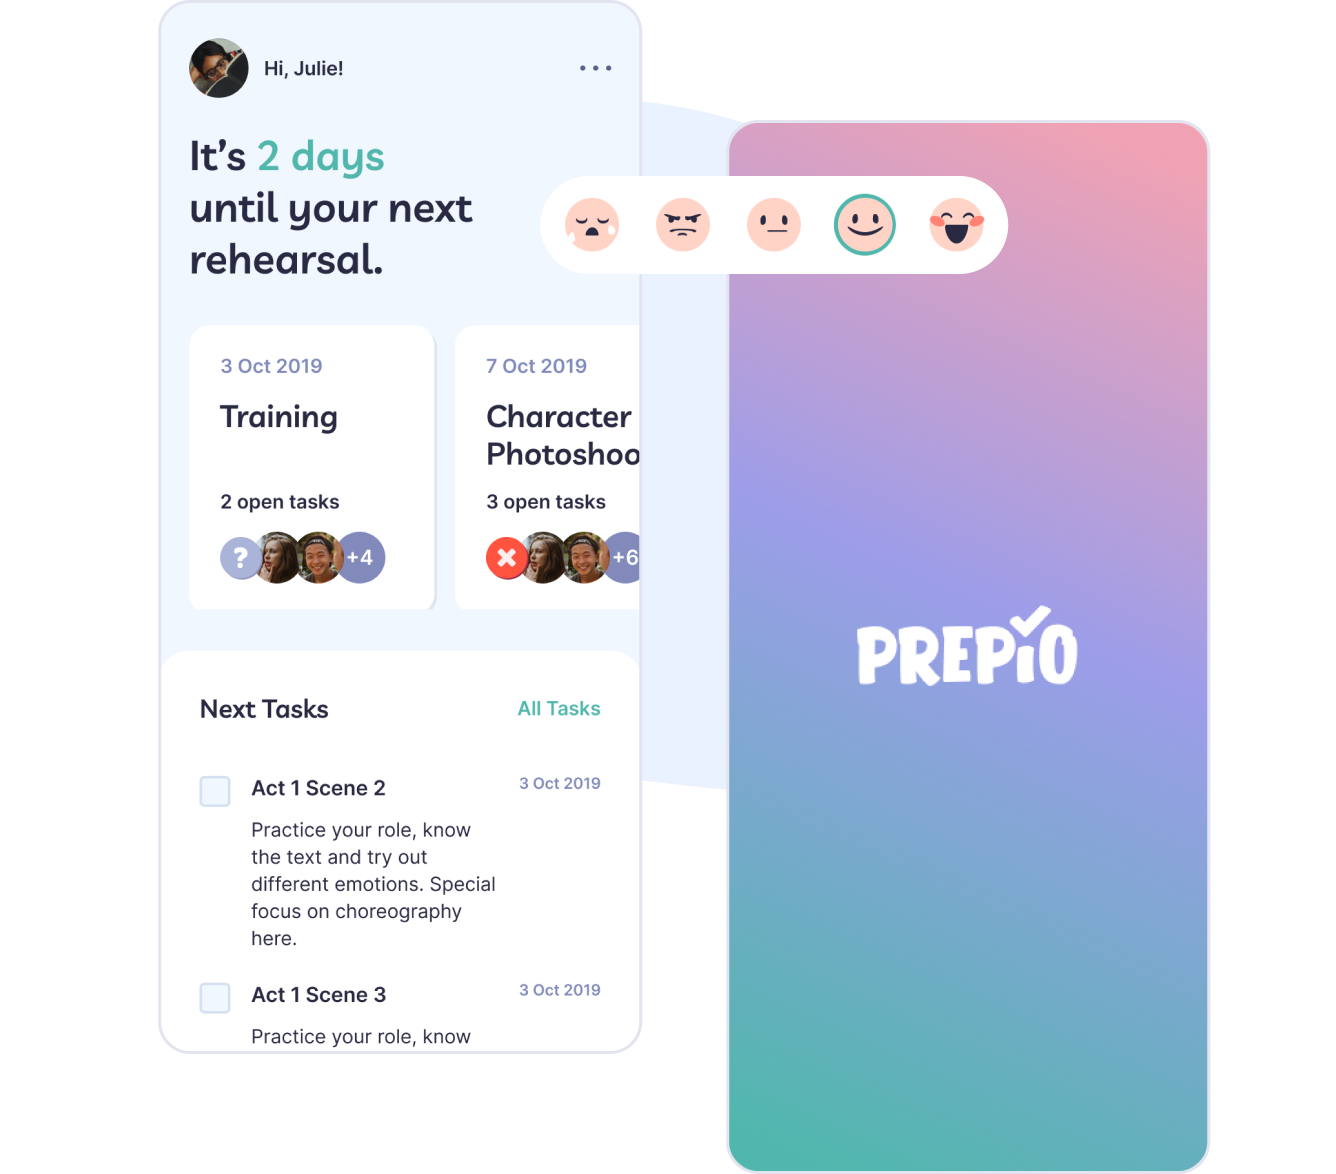 Hi, Julie!
It’s 2 days
until your next
rehearsal.
3 Oct 2019
Training
2 open tasks
?
+4
7 Oct 2019
Character
Photoshoo
3 open tasks
+6
Next Tasks
All Tasks
Act 1 Scene 2
3 Oct 2019
Practice your role, know
the text and try out
different emotions. Special
focus on choreography
here.
Act 1 Scene 3
3 Oct 2019
Practice your role, know
PREPiO